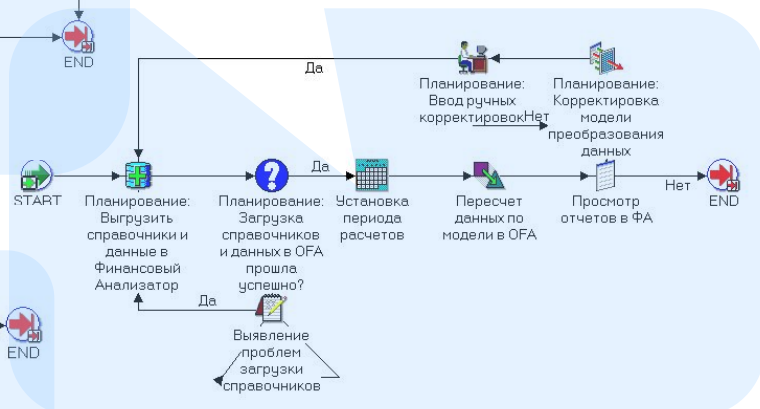 END
Да
Планирование:
Ввод ручных
корректировок
Нет
Планирование:
Корректировка
модели
преобразования
данных
START
Планирование:
Выгрузить
справочники и
данные в
Финансовый
Анализатор
Планирование:
Загрузка
справочников
и данных в OFA
прошла
успешно?
Да
Установка
периода
расчетов
Пересчет
данных по
модели в OFA
Просмотр
отчетов в ФА
Нет
END
Да
Выявление
проблем
загрузки
справочников
END